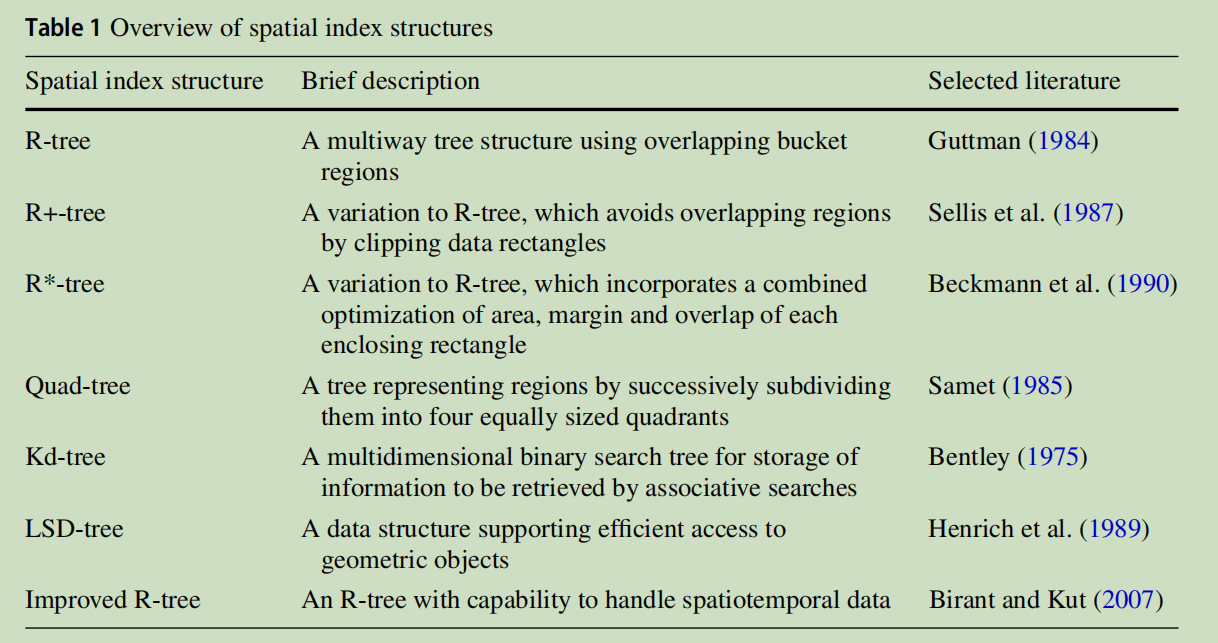 Table 1 Overview of spatial index structures
Spatial index structure Brief description Selected literature
R-tree A multiway tree structure using overlapping bucket Guttman (1984)
regions
R+-tree A variation to R-tree, which avoids overlapping regions Sellis et al. (1987)
by clipping data rectangles
R*-tree A variation to R-tree, which incorporates a combined Beckmann et al. (1990)
optimization of area, margin and overlap of each
enclosing rectangle
Quad-tree A tree representing regions by successively subdividing Samet (1985)
them into four equally sized quadrants
Kd-tree A multidimensional binary search tree for storage of Bentley (1975)
information to be retrieved by associative searches
LSD-tree A data structure supporting efficient access to Henrich et al. (1989)
geometric objects
Improved R-tree An R-tree with capability to handle spatiotemporal data Birant and Kut (2007)